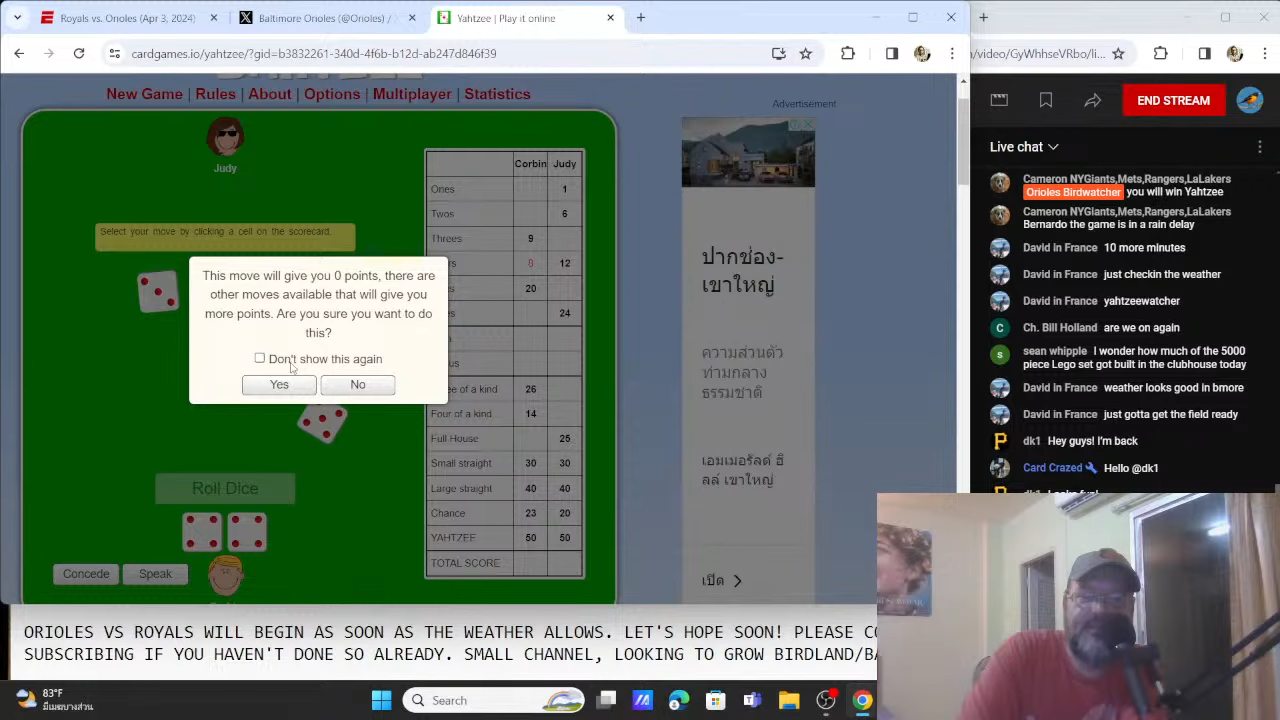 Royals vs. Orioles (Apr 3, 2024)
Baltimore Orioles (@Orioles) /
Yahtzee | Play it online
cardgames.io/yahtzee/?gid=b3832261-340d-4f6b-b12d-ab247d846f39
/video/GyWhhseVRbo/li...
New Game | Rules | About | Options | Multiplayer | Statistics
Advertisement
END STREAM
Live chat
Judy
Corbin Judy
Ones 1
Twos 6
Threes 9
0 12
20
24
26
Four of a kind 14
Full House 25
Small straight 30 30
Large straight 40 40
Chance 23 20
YAHTZEE 50 50
TOTAL SCORE
Select your move by clicking a cell on the scorecard.
This move will give you 0 points, there are
other moves available that will give you
more points. Are you sure you want to do
this?
Don't show this again
Yes No
Roll Dice
Concede Speak
ปากช่อง-
เขาใหญ่
ความส่วนตัว
ท่ามกลาง
ธรรมชาติ
เอมเมอรัลด์ ฮิ
ลล์ เขาใหญ่
เปิด
Cameron NYGiants,Mets,Rangers,LaLakers
Orioles Birdwatcher you will win Yahtzee
Cameron NYGiants,Mets,Rangers,LaLakers
Bernardo the game is in a rain delay
David in France 10 more minutes
David in France just checkin the weather
David in France yahtzeewatcher
Ch. Bill Holland are we on again
sean whipple I wonder how much of the 5000
piece Lego set got built in the clubhouse today
David in France weather looks good in bmore
David in France just gotta get the field ready
dk1 Hey guys! I'm back
Card Crazed Hello @dk1
ORIOLES VS ROYALS WILL BEGIN AS SOON AS THE WEATHER ALLOWS. LET'S HOPE SOON! PLEASE CO
SUBSCRIBING IF YOU HAVEN'T DONE SO ALREADY. SMALL CHANNEL, LOOKING TO GROW BIRDLAND/BA
83°F
มีเมฆบางส่วน
Search